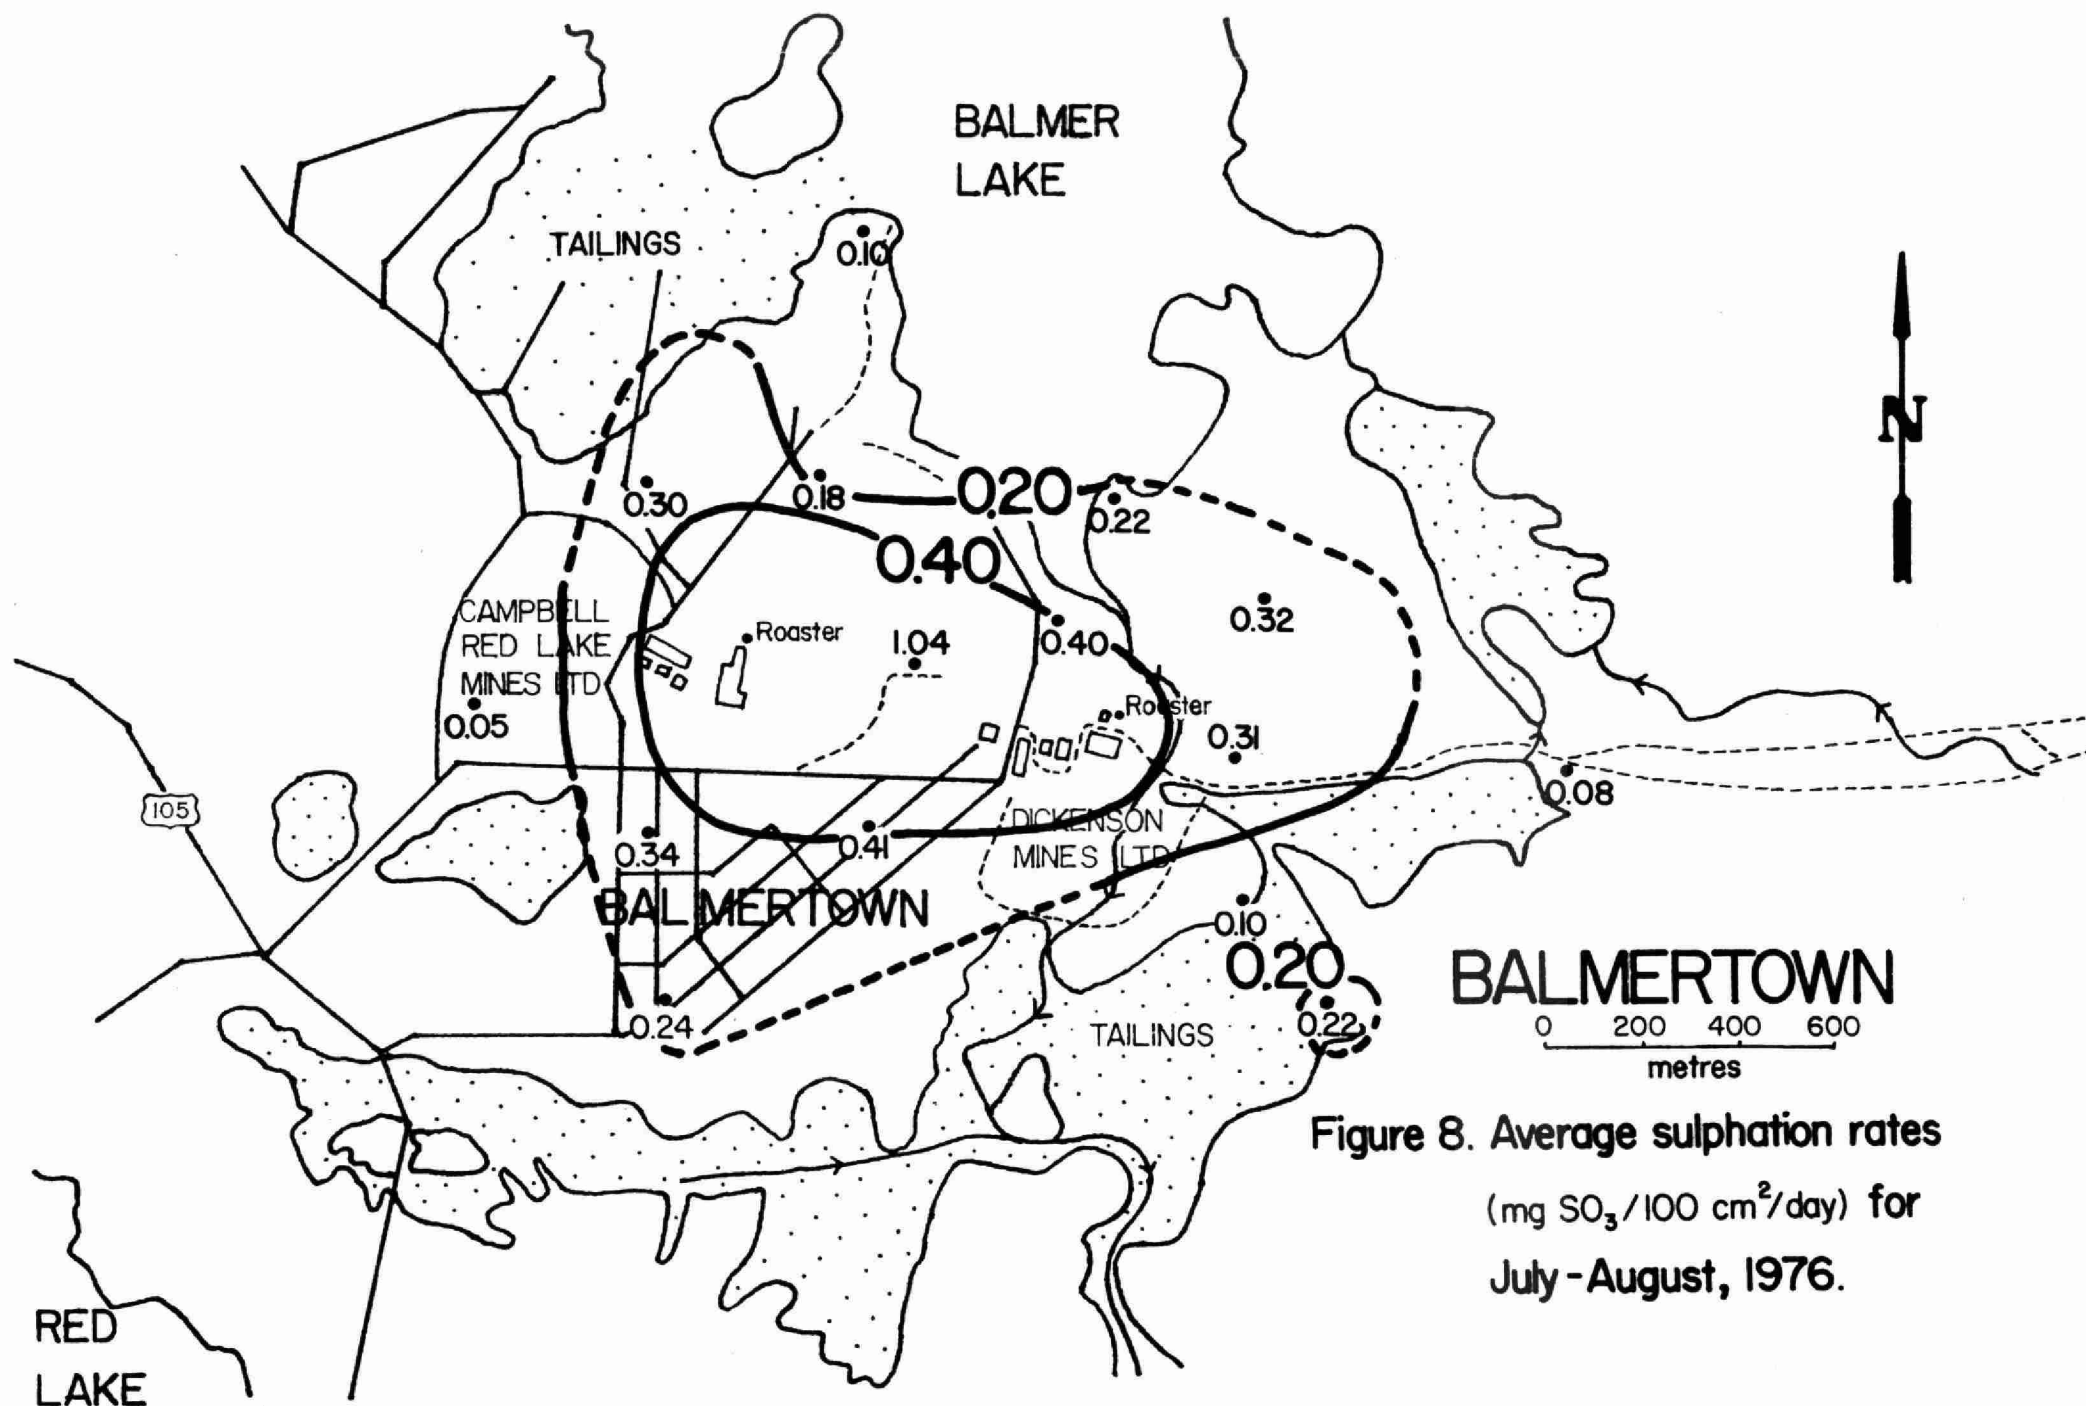 BALMER
LAKE
TAILINGS
0.10
0.30
0.18
0.20
0.22
0.40
CAMPBELL
RED LAKE
MINES LTD
0.05
Roaster
1.04
0.40
0.32
Roaster
0.31
0.08
N
105
0.34
0.41
DICKENSON
MINES LTD
BALMERTOWN
0.10
0.20
0.22
0.24
TAILINGS
BALMERTOWN
0 200 400 600
metres
Figure 8. Average sulphation rates
(mg SO₃/100 cm²/day) for
July-August, 1976.
RED
LAKE